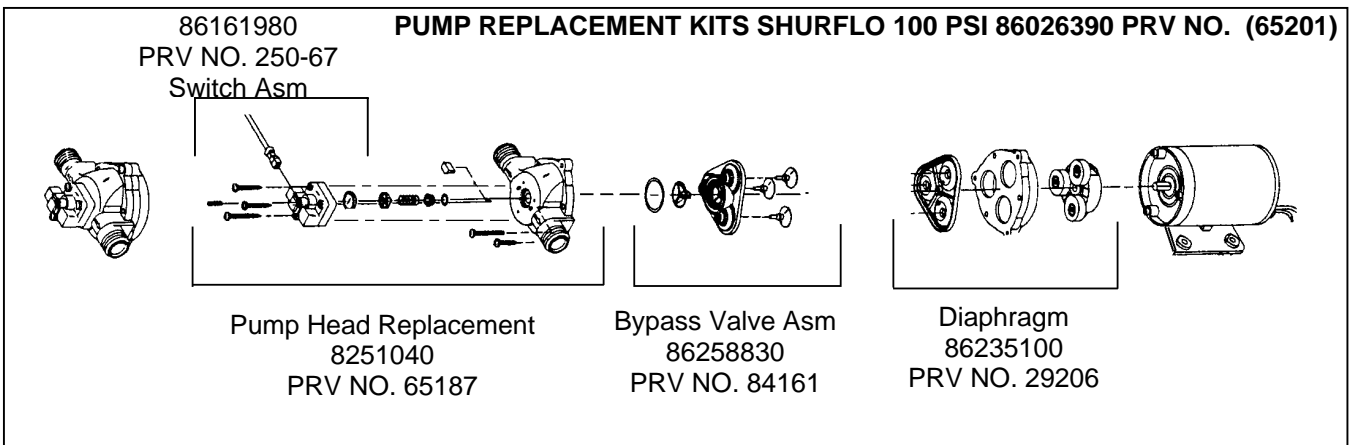 86161980
PRV NO. 250-67
Switch Asm
PUMP REPLACEMENT KITS SHURFLO 100 PSI 86026390 PRV NO. (65201)
Pump Head Replacement
8251040
PRV NO. 65187
Bypass Valve Asm
86258830
PRV NO. 84161
Diaphragm
86235100
PRV NO. 29206